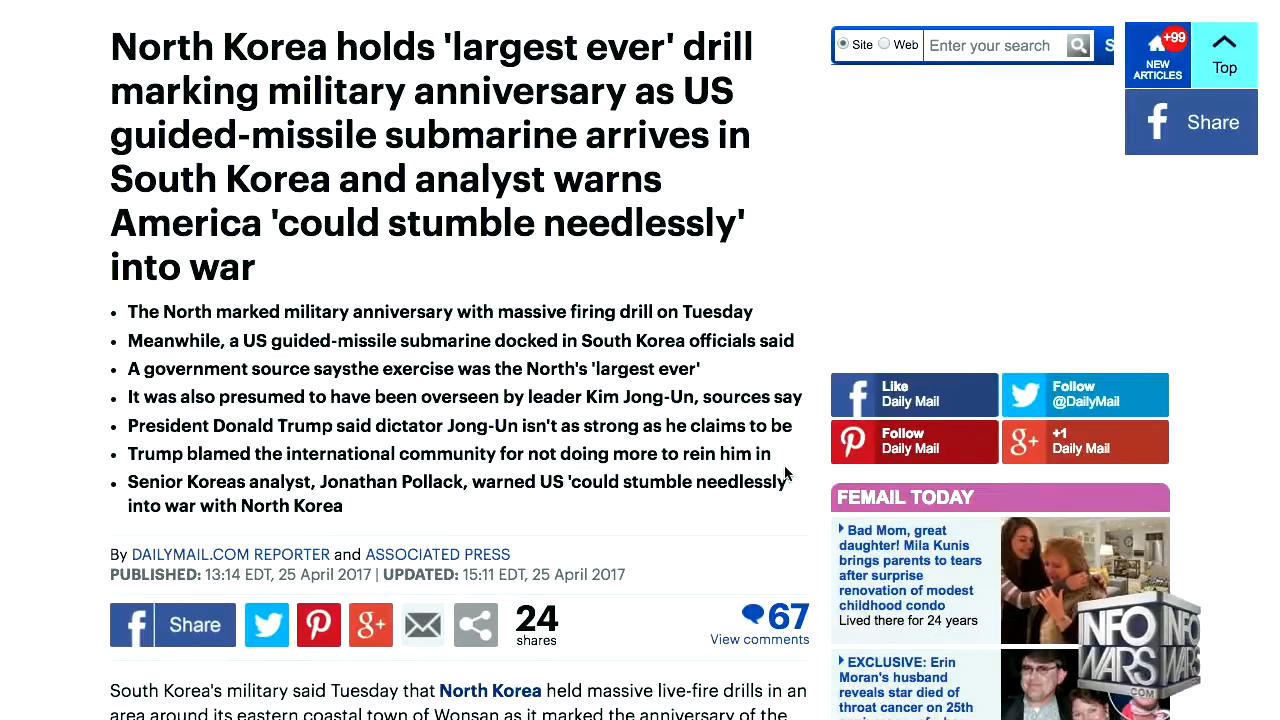 North Korea holds 'largest ever' drill
marking military anniversary as US
guided-missile submarine arrives in
South Korea and analyst warns
America 'could stumble needlessly'
into war
• The North marked military anniversary with massive firing drill on Tuesday
• Meanwhile, a US guided-missile submarine docked in South Korea officials said
• A government source saysthe exercise was the North's 'largest ever'
• It was also presumed to have been overseen by leader Kim Jong-Un, sources say
• President Donald Trump said dictator Jong-Un isn't as strong as he claims to be
• Trump blamed the international community for not doing more to rein him in
• Senior Koreas analyst, Jonathan Pollack, warned US 'could stumble needlessly'
into war with North Korea
By DAILYMAIL.COM REPORTER and ASSOCIATED PRESS
PUBLISHED: 13:14 EDT, 25 April 2017 | UPDATED: 15:11 EDT, 25 April 2017
Share
24
shares
67
View comments
South Korea's military said Tuesday that North Korea held massive live-fire drills in an
area around its eastern coastal town of Wonsan as it marked the anniversary of the
Site Web Enter your search S
+99
NEW
ARTICLES
Top
Share
Like
Daily Mail
Follow
@DailyMail
Follow
Daily Mail
+1
Daily Mail
FEMAIL TODAY
Bad Mom, great
daughter! Mila Kunis
brings parents to tears
after surprise
renovation of modest
childhood condo
Lived there for 24 years
EXCLUSIVE: Erin
Moran's husband
reveals star died of
throat cancer on 25th
INFO
WARS
.COM